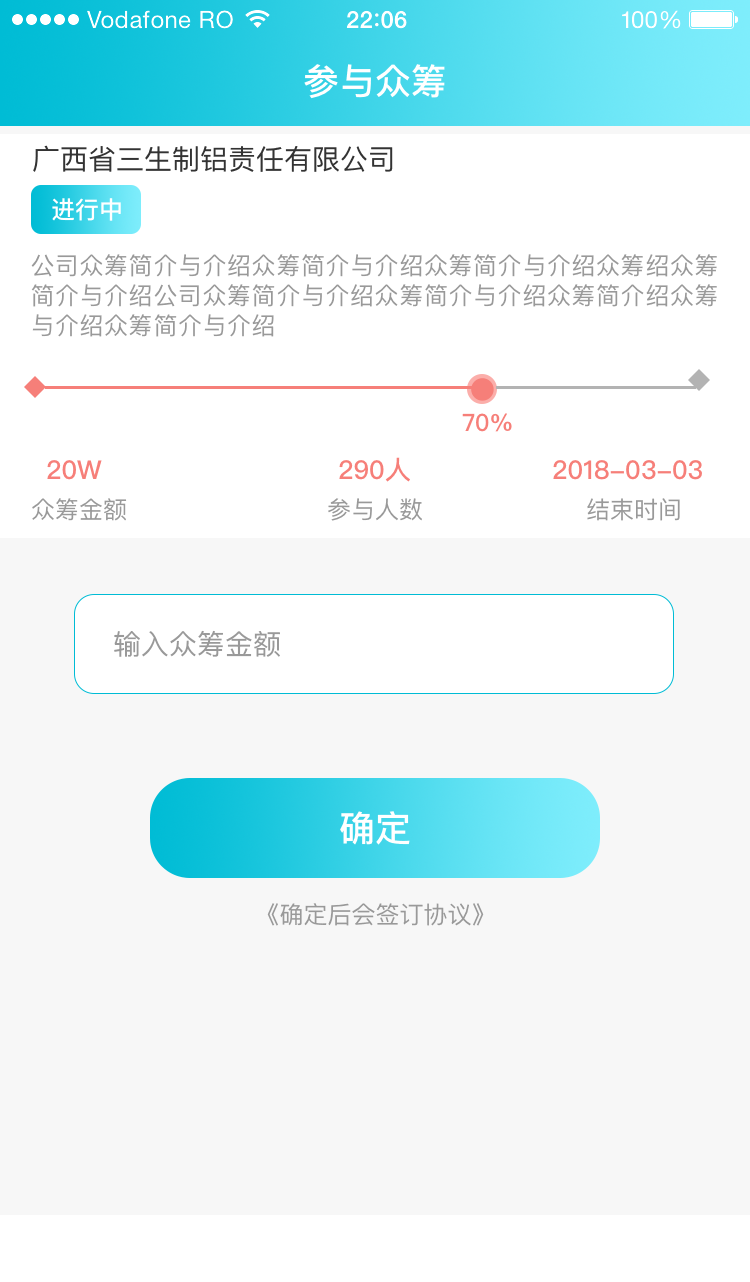 Vodafone RO 22:06 100%
参与众筹
广西省三生制铝责任有限公司
进行中
公司众筹简介与介绍众筹简介与介绍众筹简介与介绍众筹绍众筹
简介与介绍公司众筹简介与介绍众筹简介与介绍众筹简介绍众筹
与介绍众筹简介与介绍
70%
20W 290人 2018-03-03
众筹金额 参与人数 结束时间
输入众筹金额
确定
《确定后会签订协议》